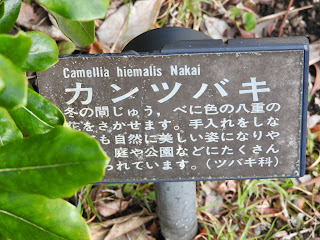 Camellia hiemalis Nakai
カンツバキ
冬の間じゅう，べに色の八重の
花をさかせます。手入れをしな
も自然に美しい姿になりや
庭や公園などにたくさん
られています。(ツバキ科)